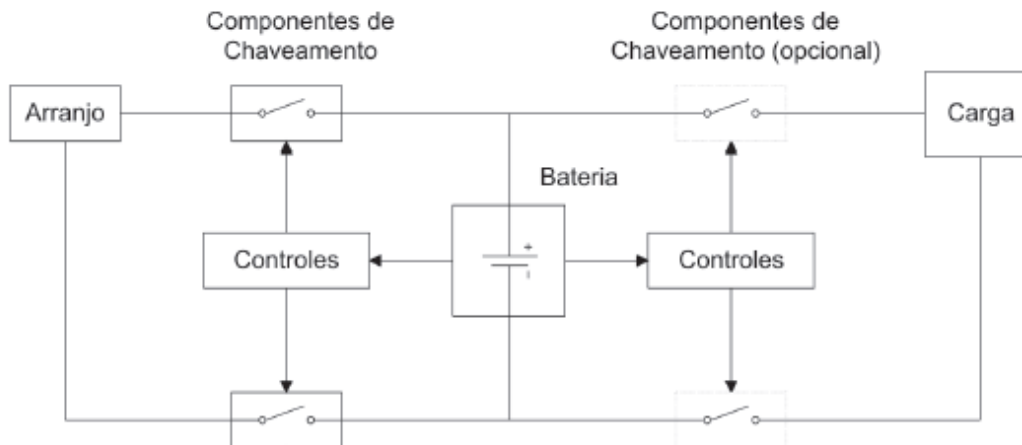 Componentes de
Chaveamento
Componentes de
Chaveamento (opcional)
Arranjo
Carga
Bateria
+
Controles
Controles